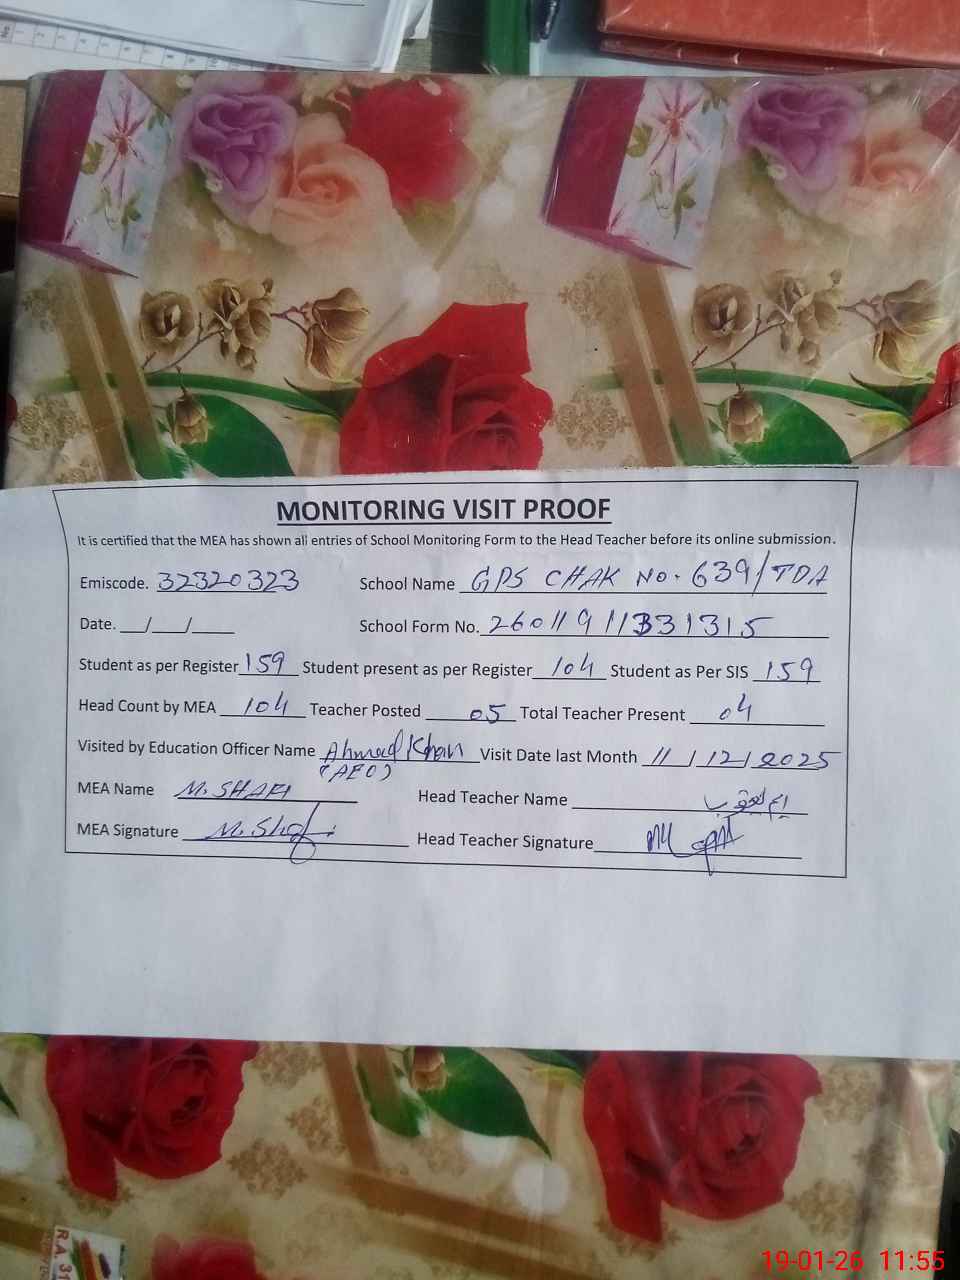 MONITORING VISIT PROOF
It is certified that the MEA has shown all entries of School Monitoring Form to the Head Teacher before its online submission.
Emiscode. 32320323 School Name GPS CHAK NO. 639/TDA
Date. __/__/____ School Form No. 26011911331315
Student as per Register 159 Student present as per Register 104 Student as Per SIS 159
Head Count by MEA 104 Teacher Posted 05 Total Teacher Present 04
Visited by Education Officer Name Ahmad Khan Visit Date last Month 11/12/2025
(AEO)
MEA Name M. SHAFI Head Teacher Name
MEA Signature M. Shafi Head Teacher Signature
R.A. 31
19-01-26 11:55